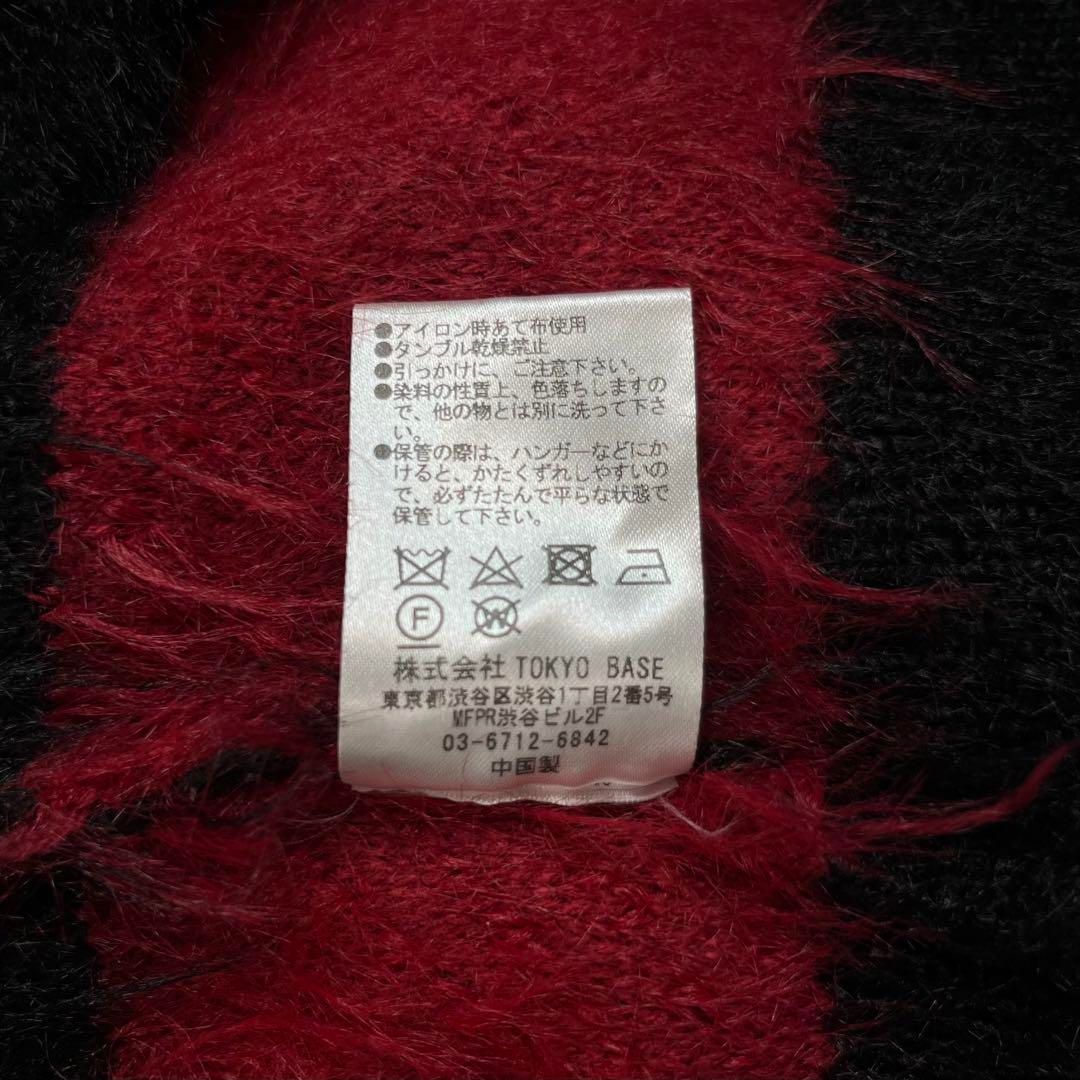 ●アイロン時あて布使用
●タンブル乾燥禁止
●引っかけに、ご注意下さい。
●染料の性質上、色落ちしますの
で、他の物とは別に洗って下さ
い。
●保管の際は、ハンガーなどにか
けると、かたくずれしやすいの
で、必ずたたんで平らな状態で
保管して下さい。
F W
株式会社 TOKYO BASE
東京都渋谷区渋谷1丁目2番5号
MFPR渋谷ビル2F
03-6712-6842
中国製